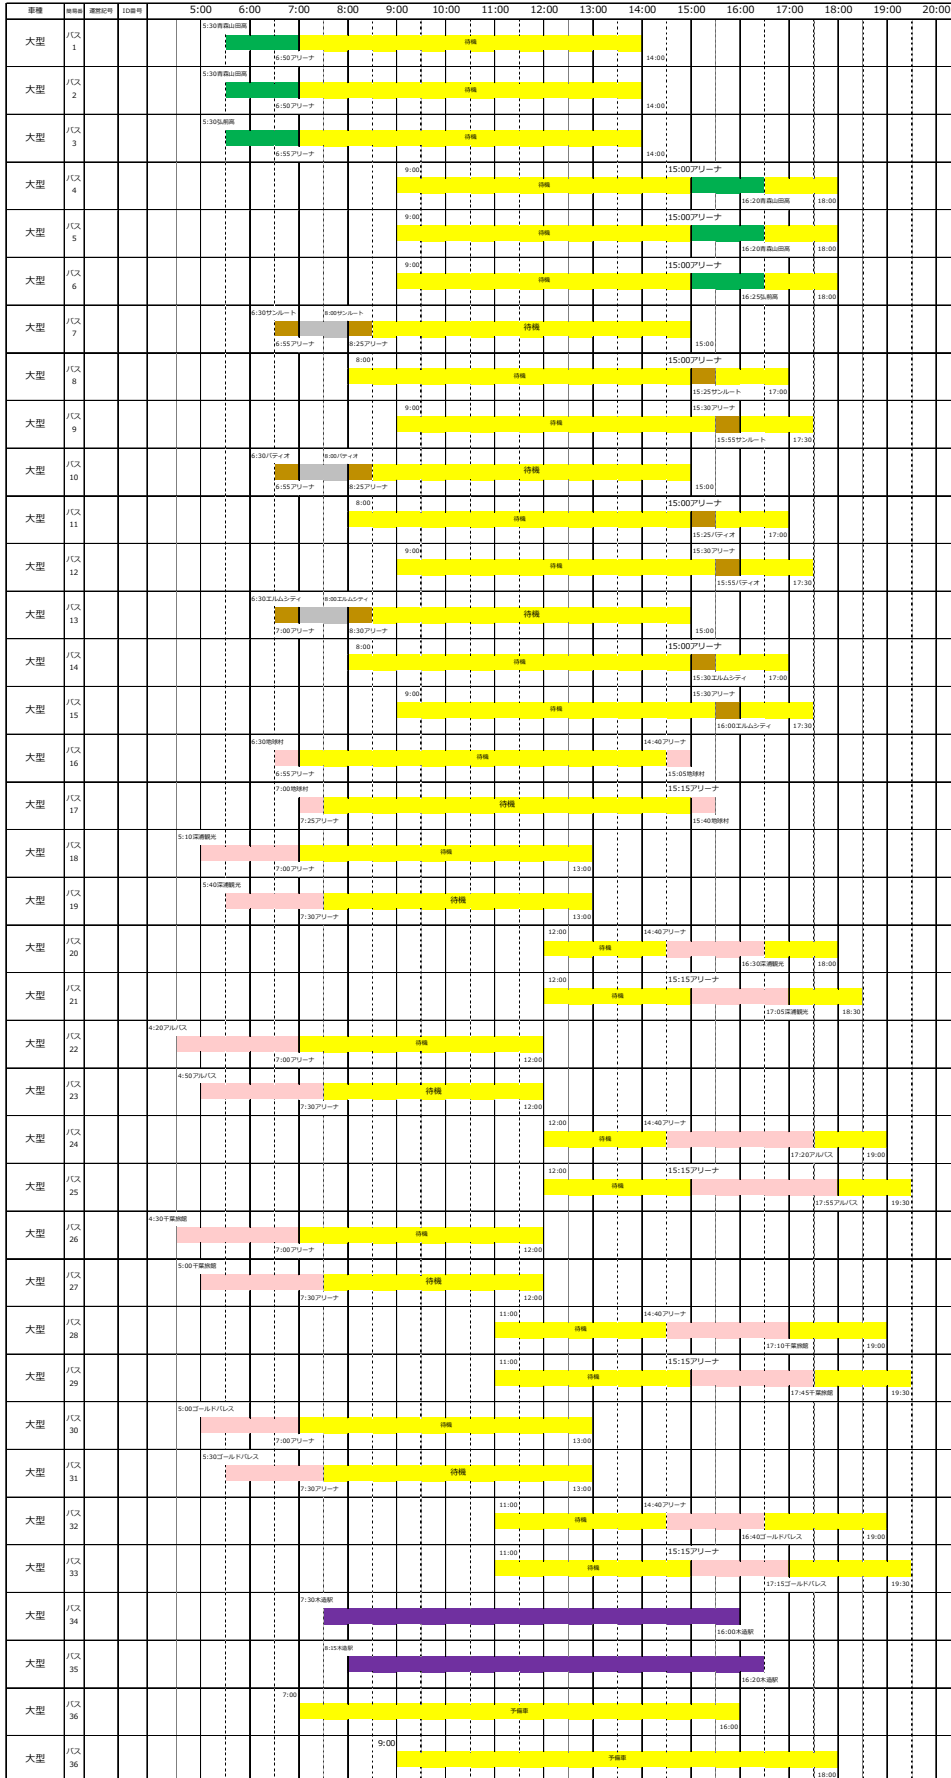 車種 簡易番 運営記号 ID番号 5:00 6:00 7:00 8:00 9:00 10:00 11:00 12:00 13:00 14:00 15:00 16:00 17:00 18:00 19:00 20:00
5:30青森山田高
大型 バス 1 待機
6:50アリーナ 14:00
5:30青森山田高
大型 バス 2 待機
6:50アリーナ 14:00
5:30弘前高
大型 バス 3 待機
6:55アリーナ 14:00
9:00 15:00アリーナ
大型 バス 4 待機
16:20青森山田高 18:00
9:00 15:00アリーナ
大型 バス 5 待機
16:20青森山田高 18:00
9:00 15:00アリーナ
大型 バス 6 待機
16:25弘前高 18:00
6:30サンルート 8:00サンルート
大型 バス 7 待機
6:55アリーナ 8:25アリーナ 15:00
8:00 15:00アリーナ
大型 バス 8 待機
15:25サンルート 17:00
9:00 15:30アリーナ
大型 バス 9 待機
15:55サンルート 17:30
6:30パティオ 8:00パティオ
大型 バス 10 待機
6:55アリーナ 8:25アリーナ 15:00
8:00 15:00アリーナ
大型 バス 11 待機
15:25パティオ 17:00
9:00 15:30アリーナ
大型 バス 12 待機
15:55パティオ 17:30
6:30エルムシティ 8:00エルムシティ
大型 バス 13 待機
7:00アリーナ 8:30アリーナ 15:00
8:00 15:00アリーナ
大型 バス 14 待機
15:30エルムシティ 17:00
9:00 15:30アリーナ
大型 バス 15 待機
16:00エルムシティ 17:30
6:30地球村 14:40アリーナ
大型 バス 16 待機
6:55アリーナ 15:05地球村
7:00地球村 15:15アリーナ
大型 バス 17 待機
7:25アリーナ 15:40地球村
5:10深浦観光
大型 バス 18 待機
7:00アリーナ 13:00
5:40深浦観光
大型 バス 19 待機
7:30アリーナ 13:00
12:00 14:40アリーナ
大型 バス 20 待機
16:30深浦観光 18:00
12:00 15:15アリーナ
大型 バス 21 待機
17:05深浦観光 18:30
4:20アルパス
大型 バス 22 待機
7:00アリーナ 12:00
4:50アルパス
大型 バス 23 待機
7:30アリーナ 12:00
12:00 14:40アリーナ
大型 バス 24 待機
17:20アルパス 19:00
12:00 15:15アリーナ
大型 バス 25 待機
17:55アルパス 19:30
4:30千葉旅館
大型 バス 26 待機
7:00アリーナ 12:00
5:00千葉旅館
大型 バス 27 待機
7:30アリーナ 12:00
11:00 14:40アリーナ
大型 バス 28 待機
17:10千葉旅館 19:00
11:00 15:15アリーナ
大型 バス 29 待機
17:45千葉旅館 19:30
5:00ゴールドパレス
大型 バス 30 待機
7:00アリーナ 13:00
5:30ゴールドパレス
大型 バス 31 待機
7:30アリーナ 13:00
11:00 14:40アリーナ
大型 バス 32 待機
16:40ゴールドパレス 19:00
11:00 15:15アリーナ
大型 バス 33 待機
17:15ゴールドパレス 19:30
7:30木造駅
大型 バス 34
16:00木造駅
8:15木造駅
大型 バス 35
16:20木造駅
7:00
大型 バス 36 予備車
16:00
9:00
大型 バス 36 予備車
18:00